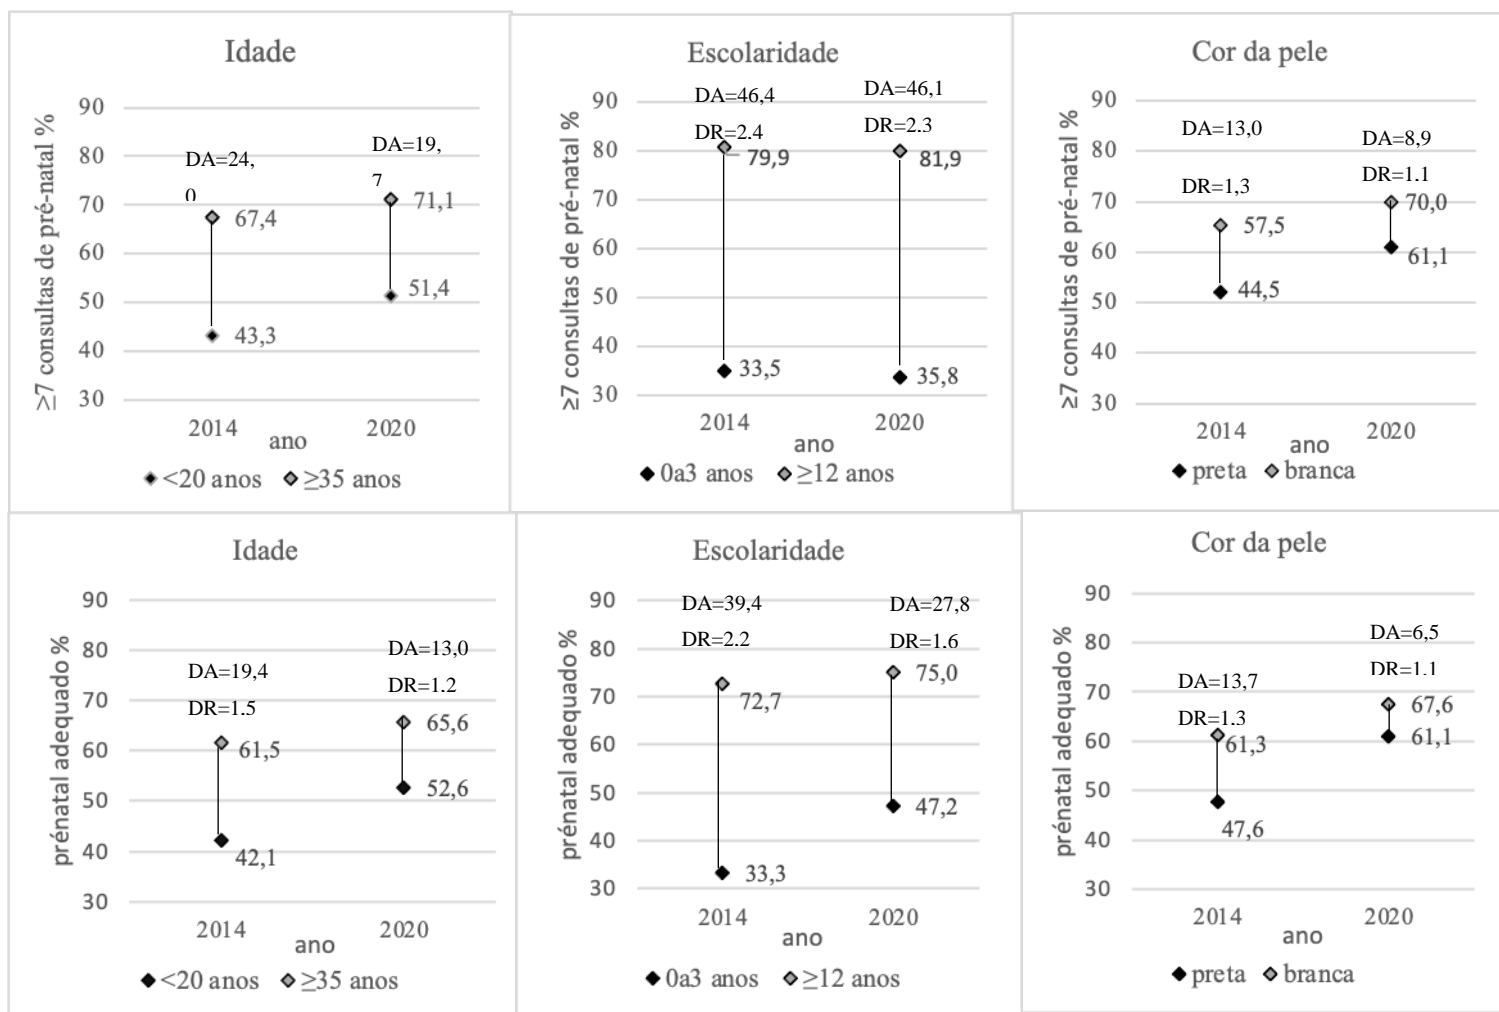 Idade
≥7 consultas de pré-natal %
90
80
70
60
50
40
30
DA=24,
0
67,4
43,3
DA=19,
7
71,1
51,4
2014
2020
ano
<20 anos
≥35 anos
Escolaridade
≥7 consultas de pré-natal %
90
80
70
60
50
40
30
DA=46,4
DR=2.4
79,9
33,5
DA=46,1
DR=2.3
81,9
35,8
2014
2020
ano
0a3 anos
≥12 anos
Cor da pele
≥7 consultas de pré-natal %
90
80
70
60
50
40
30
DA=13,0
DR=1,3
57,5
44,5
DA=8,9
DR=1.1
70,0
61,1
2014
2020
ano
preta
branca
Idade
prénatal adequado %
90
80
70
60
50
40
30
DA=19,4
DR=1.5
61,5
42,1
DA=13,0
DR=1.2
65,6
52,6
2014
2020
ano
<20 anos
≥35 anos
Escolaridade
prénatal adequado %
90
80
70
60
50
40
30
DA=39,4
DR=2.2
72,7
33,3
DA=27,8
DR=1.6
75,0
47,2
2014
2020
ano
0a3 anos
≥12 anos
Cor da pele
prénatal adequado %
90
80
70
60
50
40
30
DA=13,7
DR=1.3
61,3
47,6
DA=6,5
DR=1.1
67,6
61,1
2014
2020
ano
preta
branca